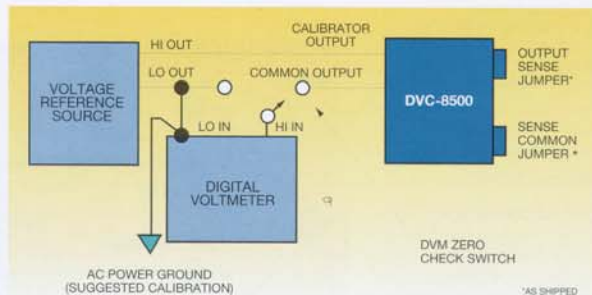 CALIBRATOR
OUTPUT
HI OUT
LO OUT
COMMON OUTPUT
VOLTAGE
REFERENCE
SOURCE
DVC-8500
OUTPUT
SENSE
JUMPER*
SENSE
COMMON
JUMPER *
LO IN
HI IN
DIGITAL
VOLTMETER
DVM ZERO
CHECK SWITCH
AC POWER GROUND
(SUGGESTED CALIBRATION)
*AS SHIPPED